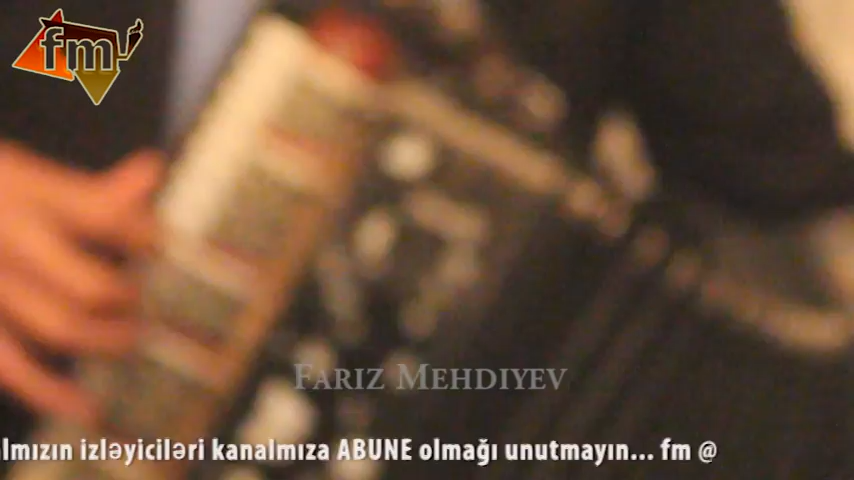 fm
FARIZ MEHDIYEV
lmızın izləyiciləri kanalmıza ABUNE olmağı unutmayın... fm @